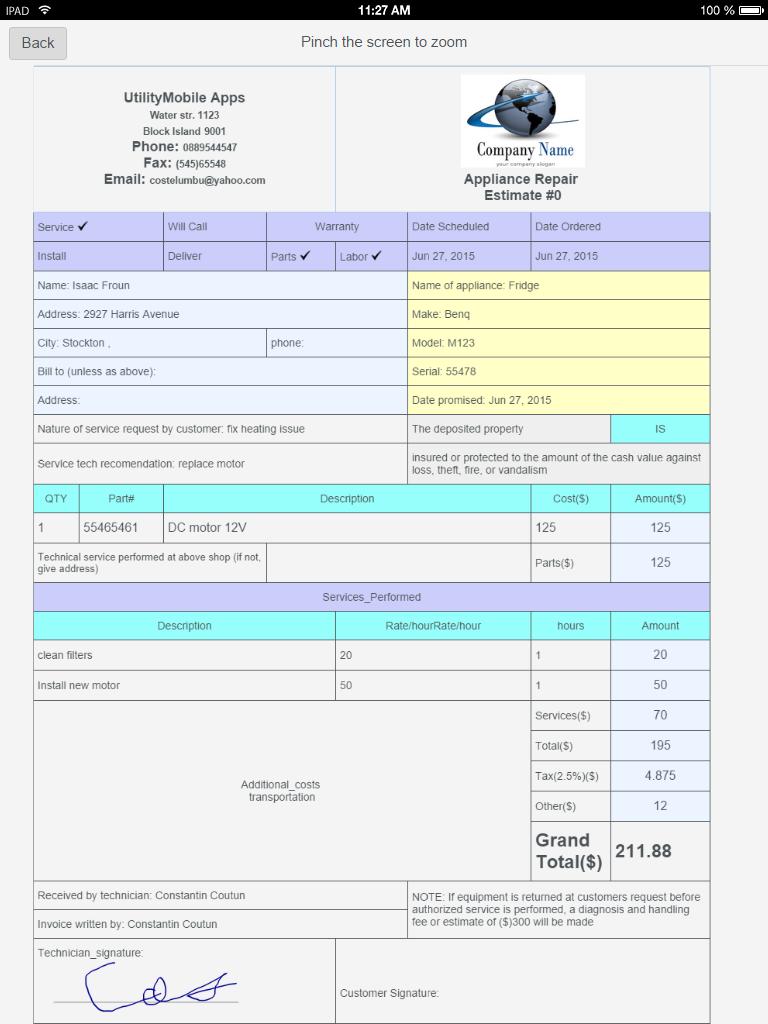 IPAD 11:27 AM 100 %
Back Pinch the screen to zoom
UtilityMobile Apps
Water str. 1123
Block Island 9001
Phone: 0889544547
Fax: (545)65548
Email: costelumbu@yahoo.com
Company Name
your company slogan
Appliance Repair
Estimate #0
Service ✓ Will Call Warranty Date Scheduled Date Ordered
Install Deliver Parts ✓ Labor ✓ Jun 27, 2015 Jun 27, 2015
Name: Isaac Froun Name of appliance: Fridge
Address: 2927 Harris Avenue Make: Benq
City: Stockton , phone: Model: M123
Bill to (unless as above): Serial: 55478
Address: Date promised: Jun 27, 2015
Nature of service request by customer: fix heating issue The deposited property IS
Service tech recomendation: replace motor
insured or protected to the amount of the cash value against
loss, theft, fire, or vandalism
QTY Part# Description Cost($) Amount($)
1 55465461 DC motor 12V 125 125
Technical service performed at above shop (if not,
give address)
Parts($) 125
Services_Performed
Description Rate/hourRate/hour hours Amount
clean filters 20 1 20
Install new motor 50 1 50
Services($) 70
Total($) 195
Tax(2.5%)($) 4.875
Other($) 12
Additional_costs
transportation
Grand
Total($) 211.88
Received by technician: Constantin Coutun
Invoice written by: Constantin Coutun
NOTE: If equipment is returned at customers request before
authorized service is performed, a diagnosis and handling
fee or estimate of ($)300 will be made
Technician_signature:
Customer Signature: